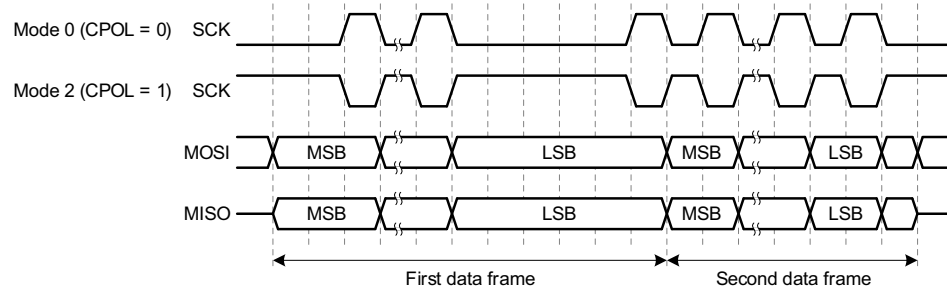 Mode 0 (CPOL = 0) SCK
Mode 2 (CPOL = 1) SCK
MOSI MSB LSB MSB LSB
MISO MSB LSB MSB LSB
First data frame Second data frame